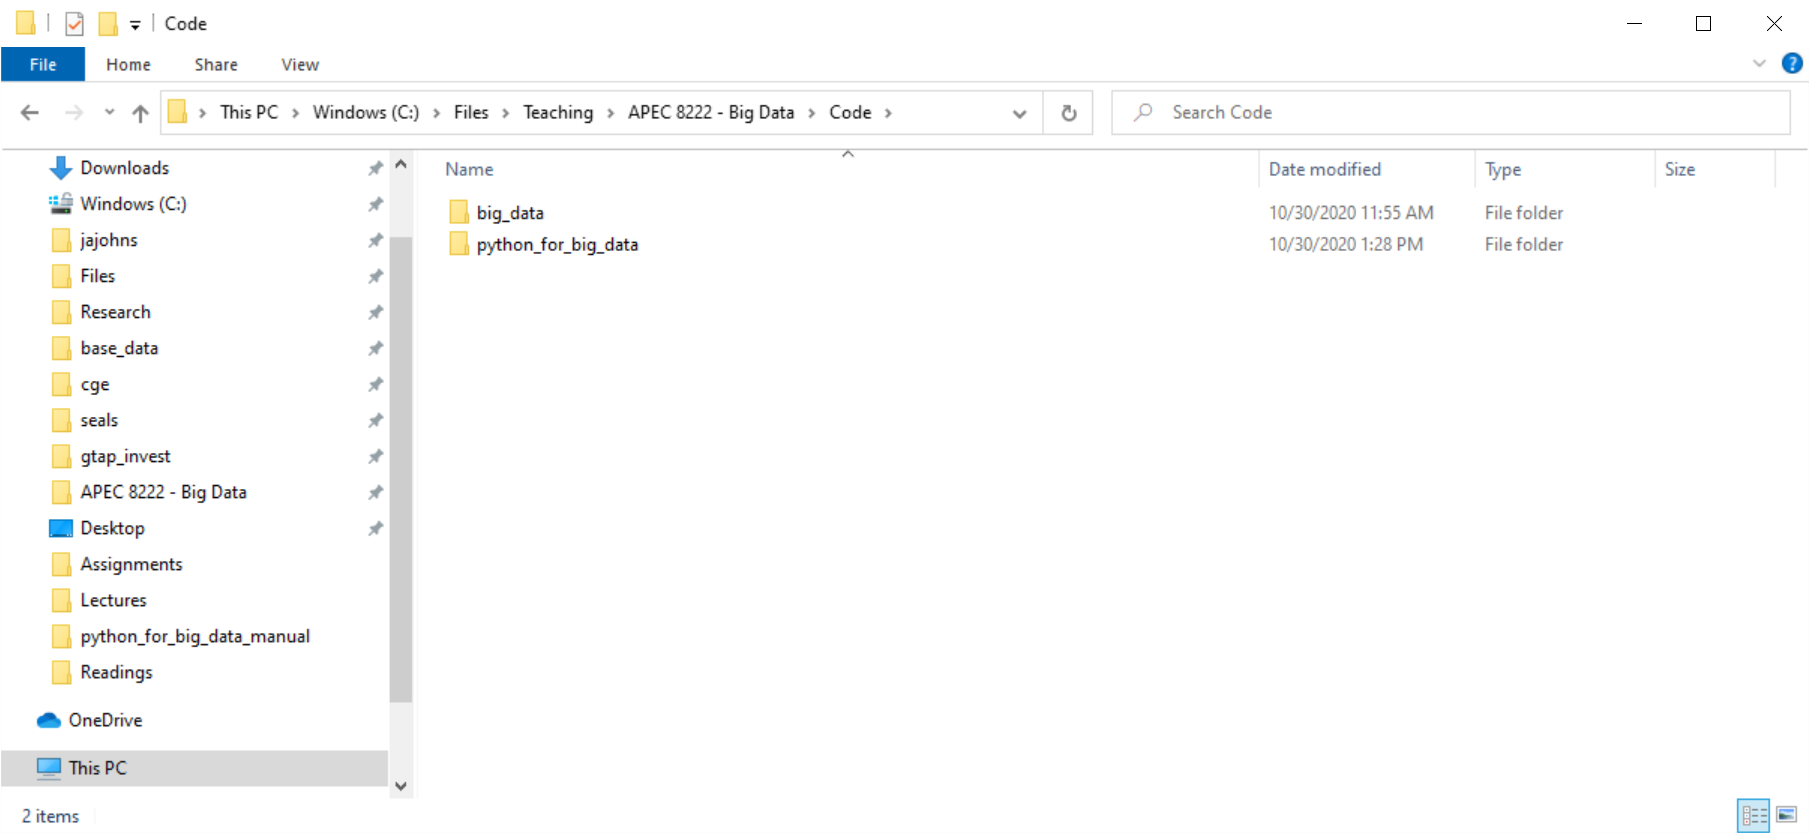 Code
File Home Share View
This PC Windows (C:) Files Teaching APEC 8222 - Big Data Code Search Code
Name Date modified Type Size
big_data 10/30/2020 11:55 AM File folder
python_for_big_data 10/30/2020 1:28 PM File folder
Downloads
Windows (C:)
jajohns
Files
Research
base_data
cge
seals
gtap_invest
APEC 8222 - Big Data
Desktop
Assignments
Lectures
python_for_big_data_manual
Readings
OneDrive
This PC
2 items